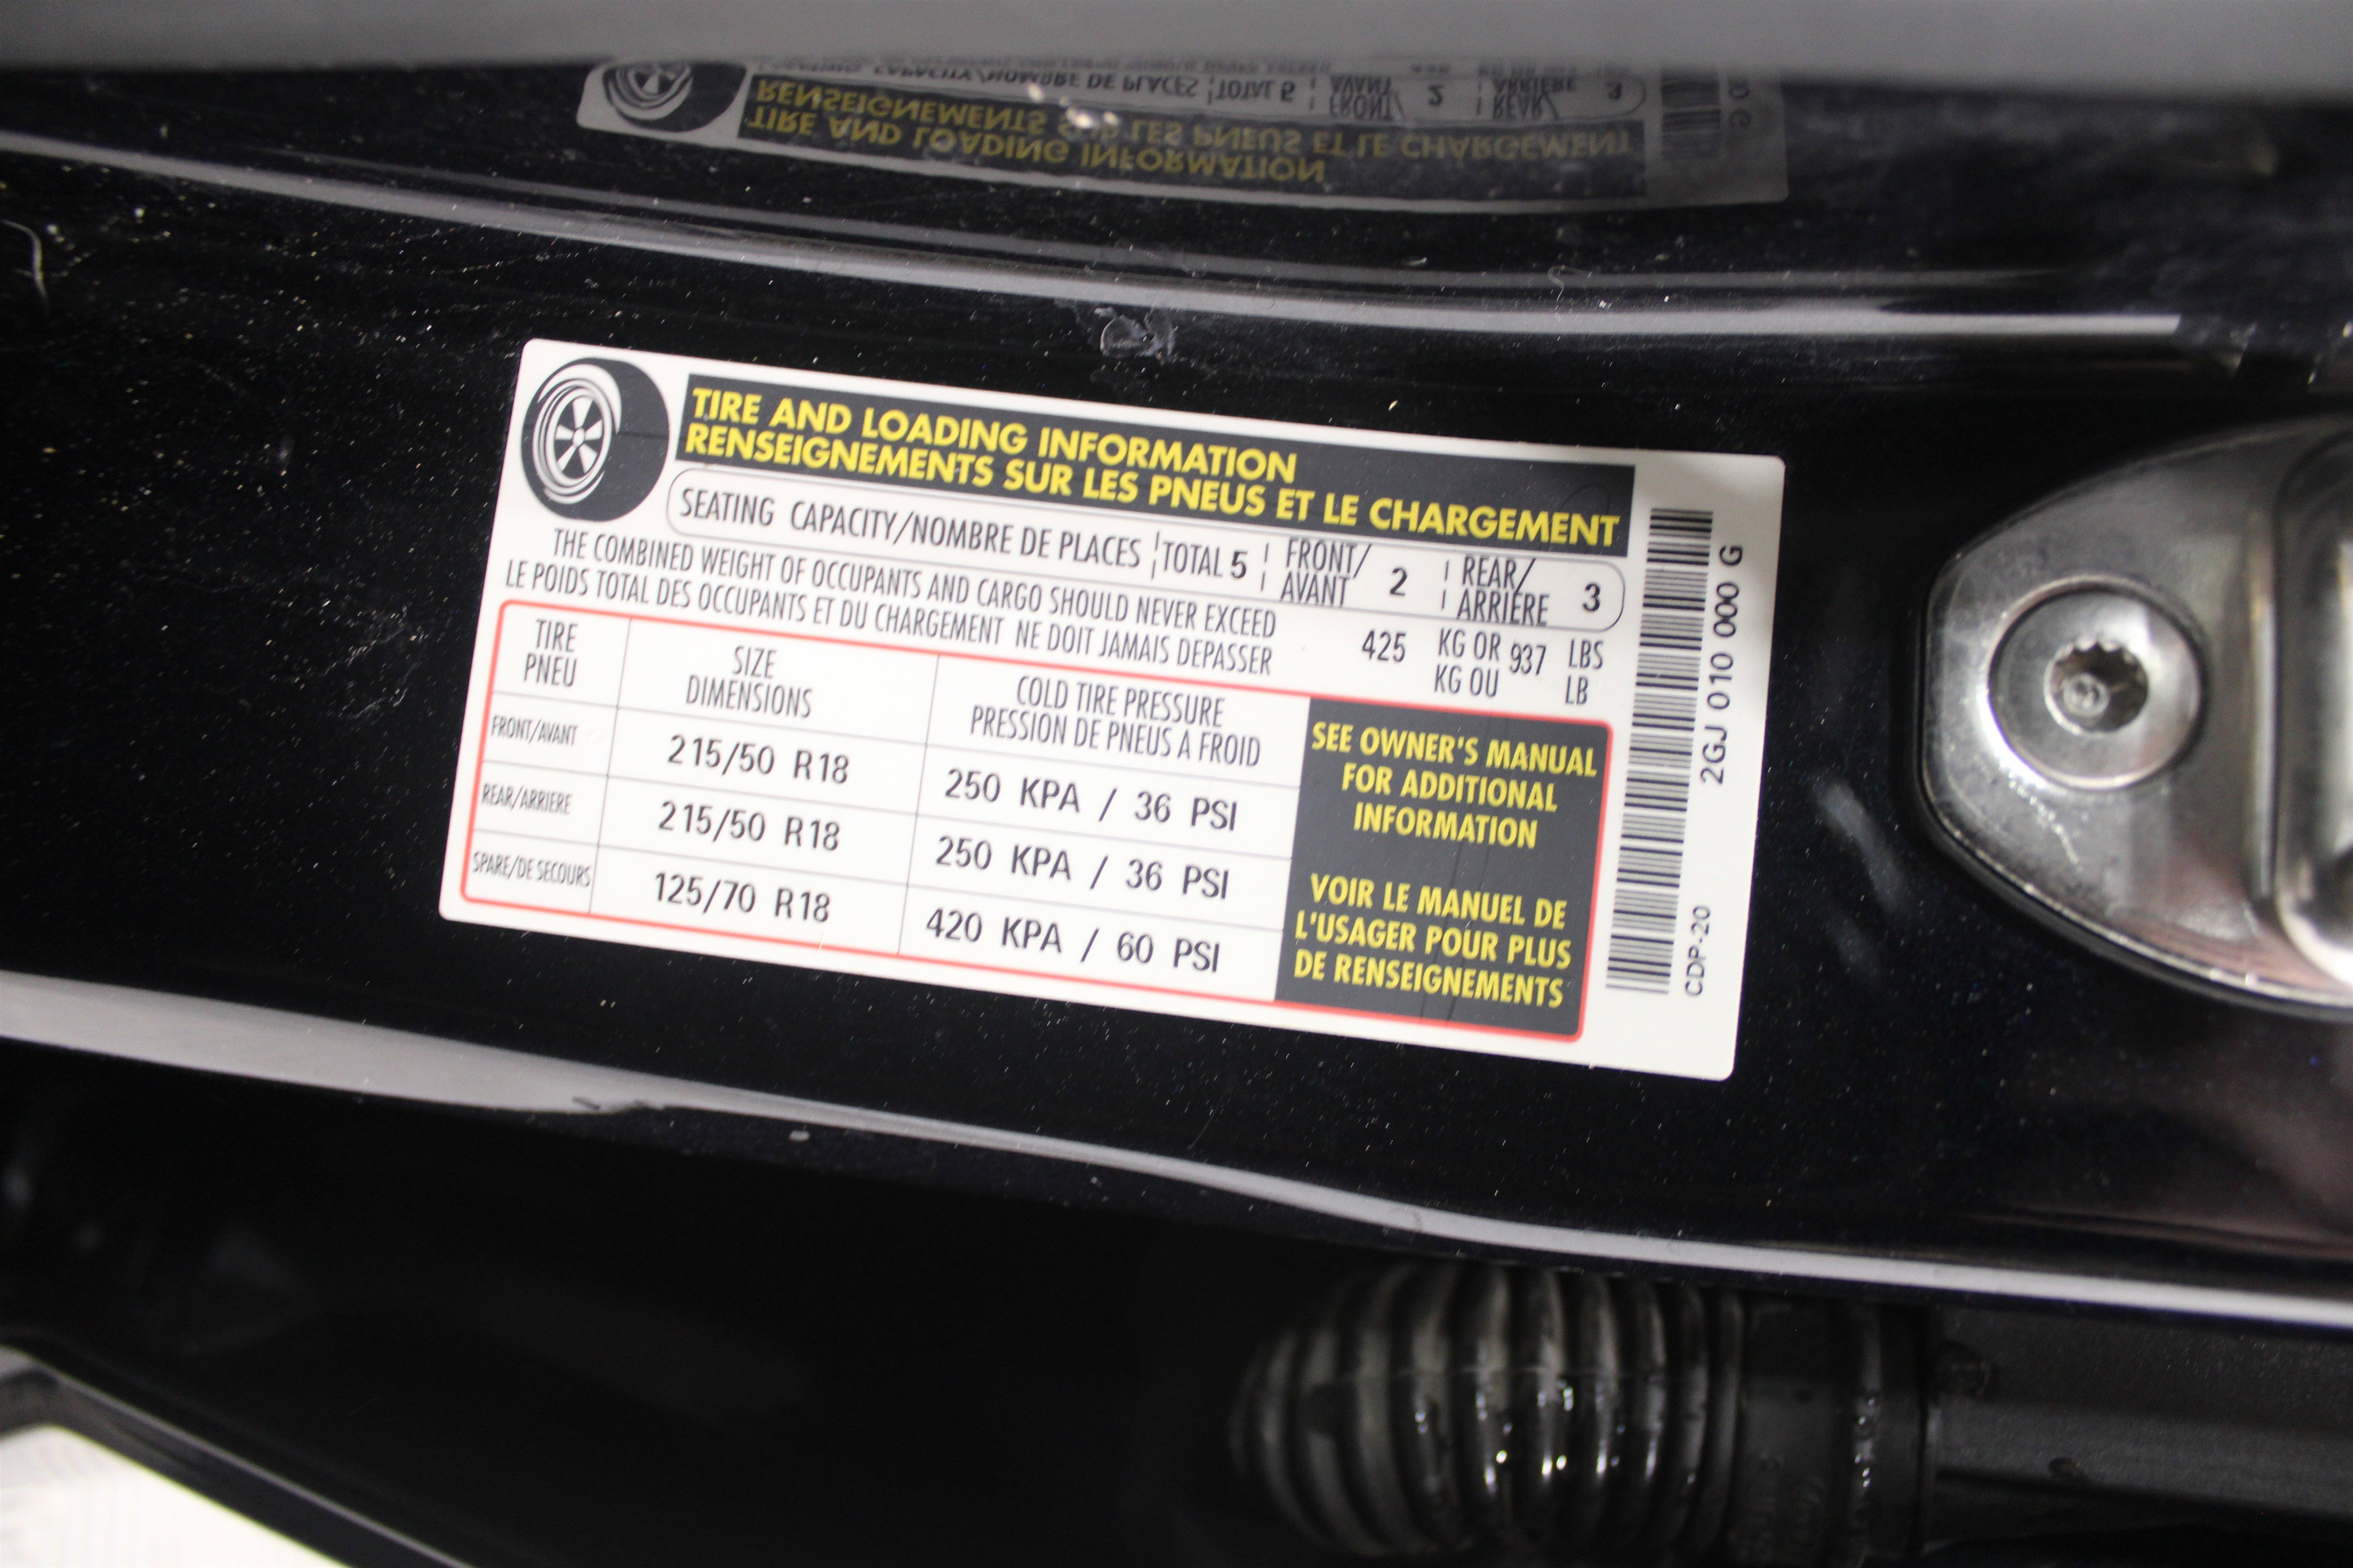 TIRE AND LOADING INFORMATION
RENSEIGNEMENTS SUR LES PNEUS ET LE CHARGEMENT
SEATING CAPACITY/NOMBRE DE PLACES TOTAL 5 FRONT/ AVANT 2 REAR/ ARRIÈRE 3
THE COMBINED WEIGHT OF OCCUPANTS AND CARGO SHOULD NEVER EXCEED
LE POIDS TOTAL DES OCCUPANTS ET DU CHARGEMENT NE DOIT JAMAIS DEPASSER
425 KG OR 937 LBS
KG OU LB
TIRE SIZE COLD TIRE PRESSURE
PNEU DIMENSIONS PRESSION DE PNEUS A FROID
FRONT/AVANT 215/50 R18 250 KPA / 36 PSI
REAR/ARRIERE 215/50 R18 250 KPA / 36 PSI
SPARE/DE SECOURS 125/70 R18 420 KPA / 60 PSI
SEE OWNER'S MANUAL
FOR ADDITIONAL
INFORMATION
VOIR LE MANUEL DE
L'USAGER POUR PLUS
DE RENSEIGNEMENTS
2GJ 010 000 G
CDP-20